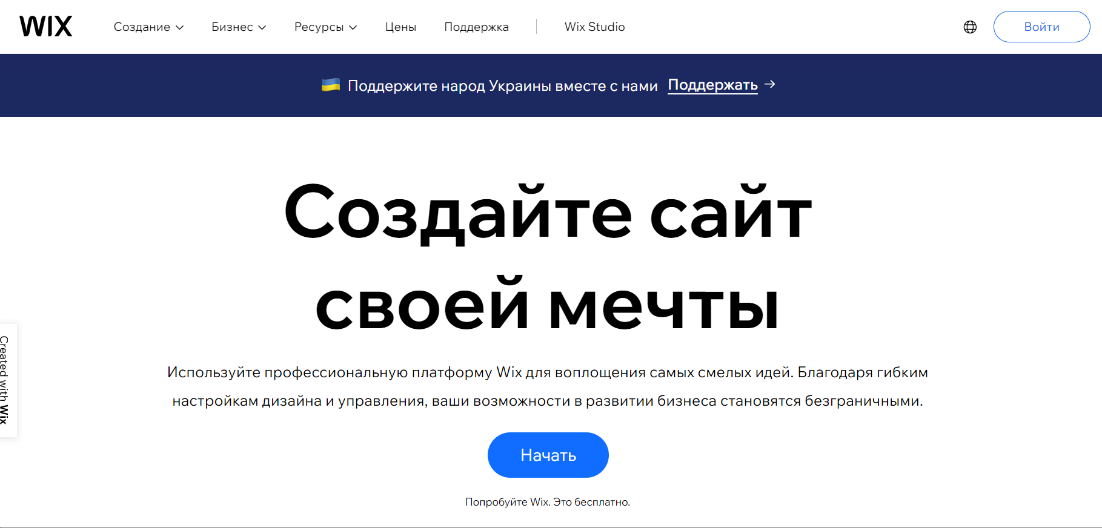 WIX Создание Бизнес Ресурсы Цены Поддержка Wix Studio Войти
Поддержите народ Украины вместе с нами Поддержать →
Создайте сайт
своей мечты
Используйте профессиональную платформу Wix для воплощения самых смелых идей. Благодаря гибким
настройкам дизайна и управления, ваши возможности в развитии бизнеса становятся безграничными.
Начать
Попробуйте Wix. Это бесплатно.
Created with Wix